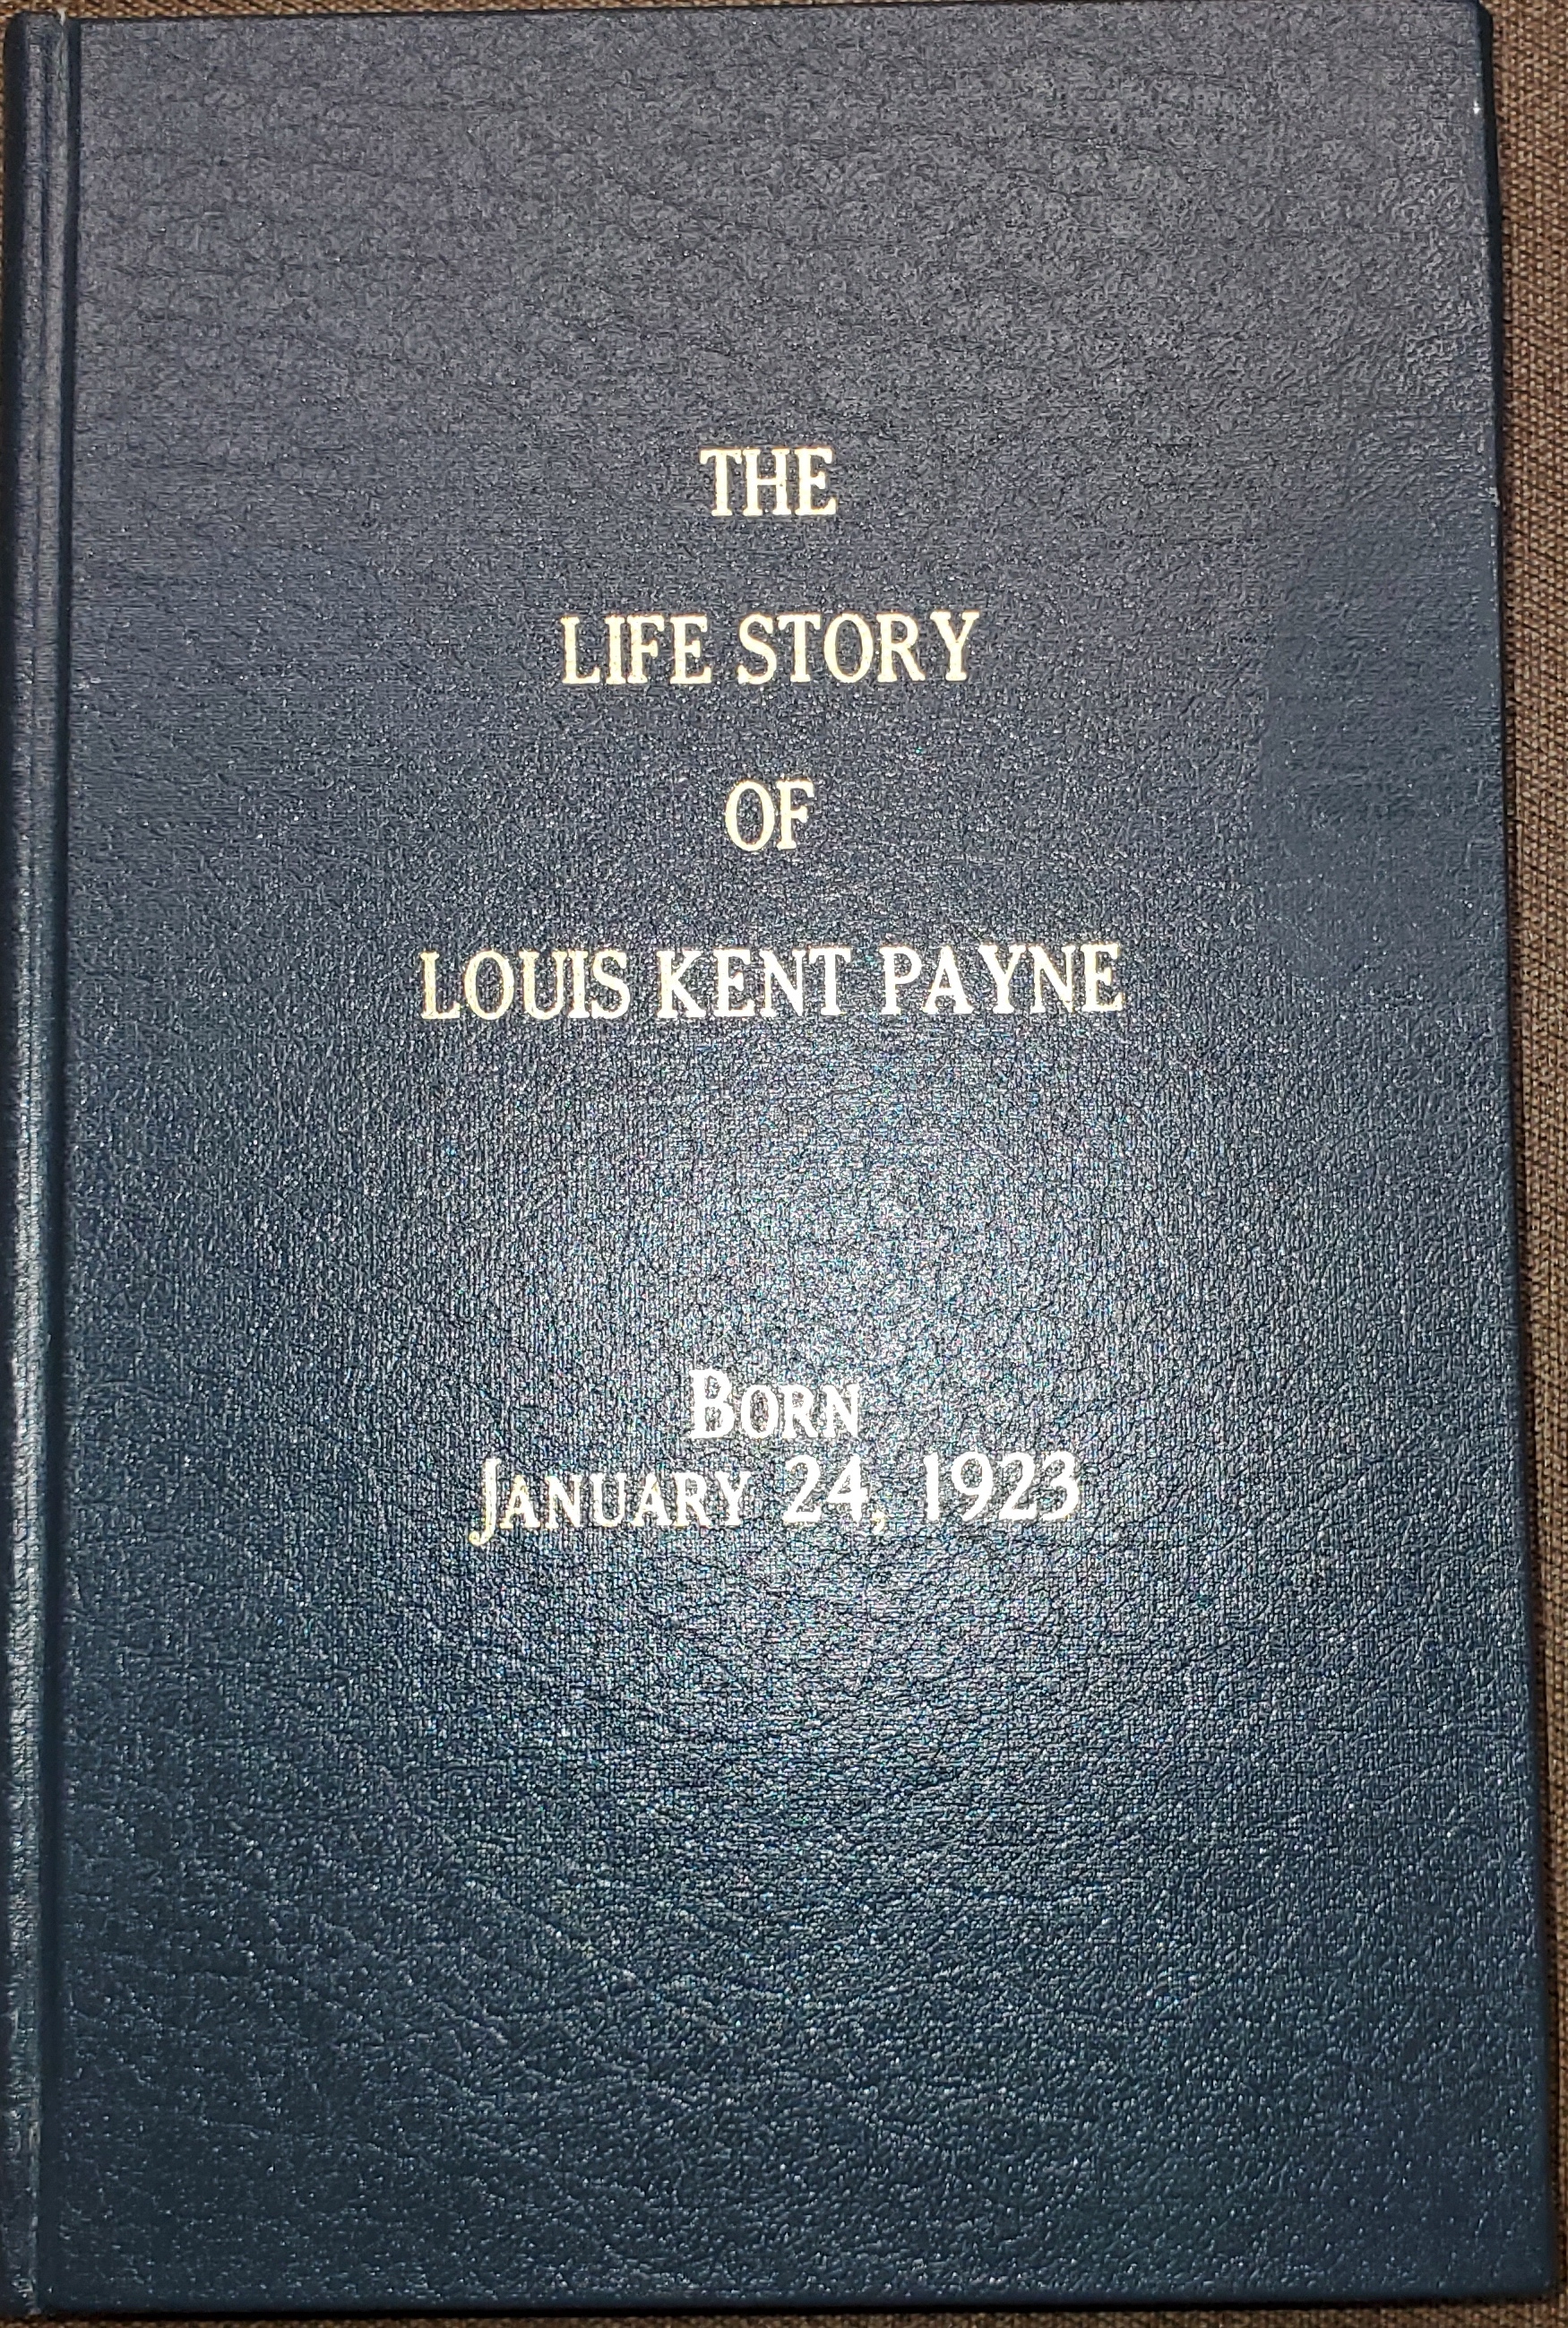 THE
LIFE STORY
OF
LOUIS KENT PAYNE
BORN
JANUARY 24, 1923